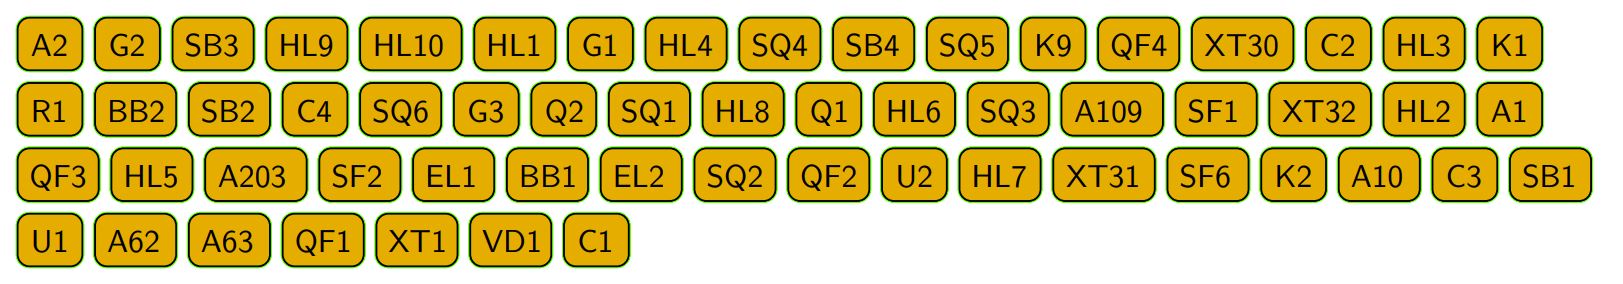 A2 G2 SB3 HL9 HL10 HL1 G1 HL4 SQ4 SB4 SQ5 K9 QF4 XT30 C2 HL3 K1
R1 BB2 SB2 C4 SQ6 G3 Q2 SQ1 HL8 Q1 HL6 SQ3 A109 SF1 XT32 HL2 A1
QF3 HL5 A203 SF2 EL1 BB1 EL2 SQ2 QF2 U2 HL7 XT31 SF6 K2 A10 C3 SB1
U1 A62 A63 QF1 XT1 VD1 C1